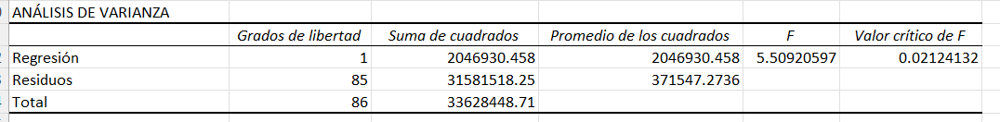 ANÁLISIS DE VARIANZA
Grados de libertad Suma de cuadrados Promedio de los cuadrados F Valor crítico de F
Regresión 1 2046930.458 2046930.458 5.50920597 0.02124132
Residuos 85 31581518.25 371547.2736
Total 86 33628448.71